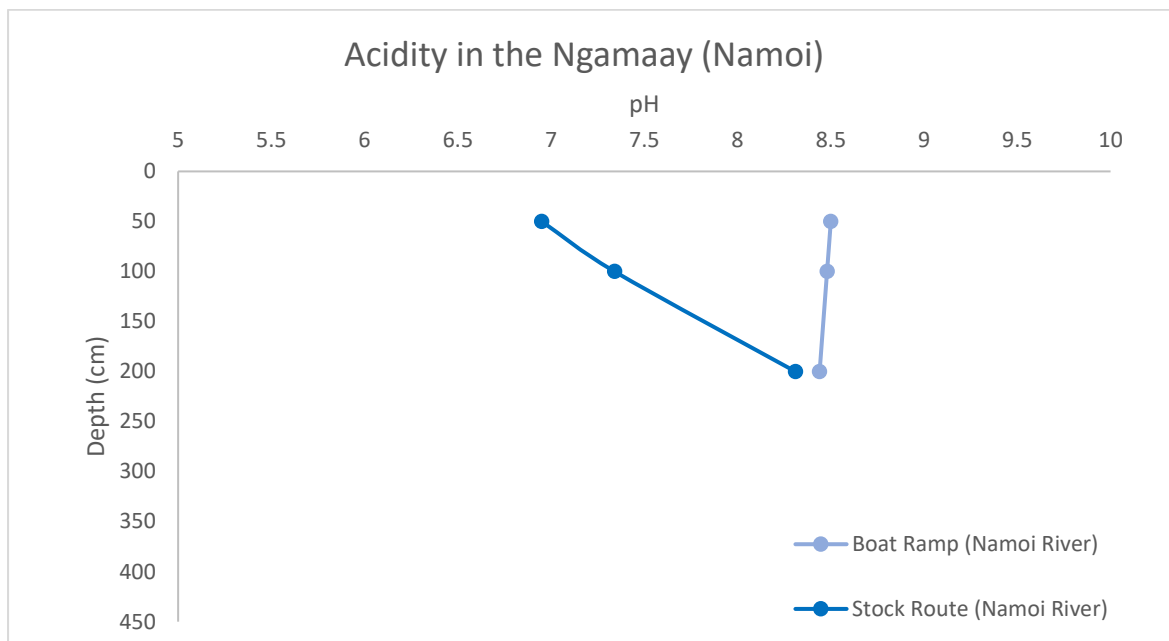 Acidity in the Ngamaay (Namoi)
pH
5 5.5 6 6.5 7 7.5 8 8.5 9 9.5 10
0
50
100
150
200
250
300
350
400
450
Depth (cm)
Boat Ramp (Namoi River)
Stock Route (Namoi River)